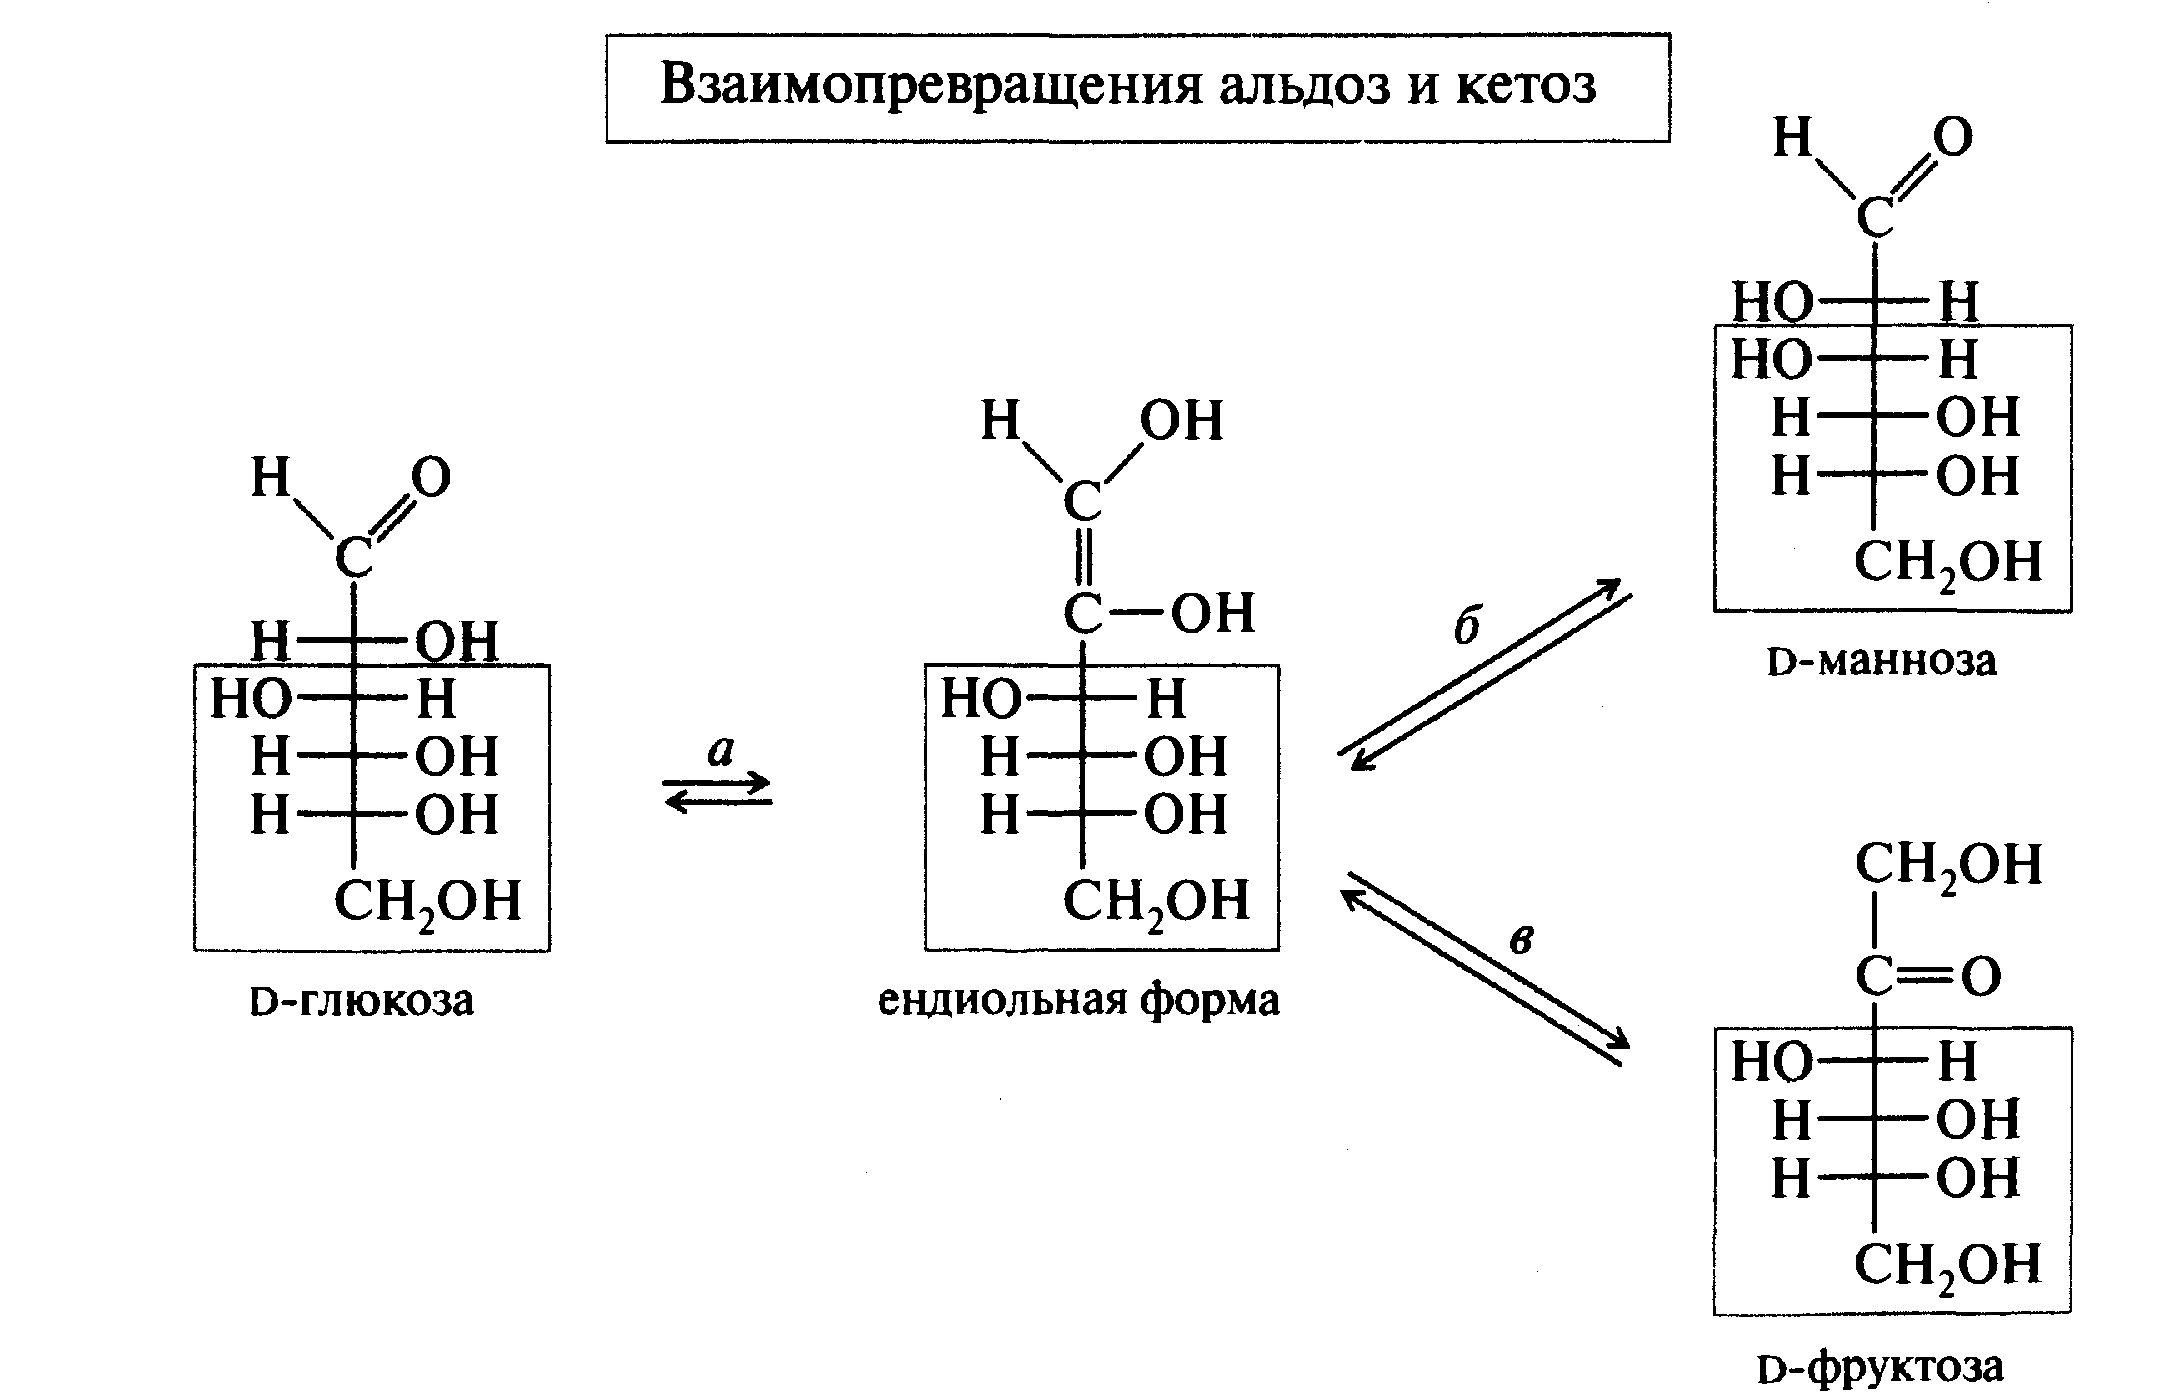 Взаимопревращения альдоз и кетоз
H O
C
H OH
HO H
H OH
H OH
CH₂OH
D-глюкоза
а
H OH
C
C OH
HO H
H OH
H OH
CH₂OH
ендиольная форма
б
H O
C
HO H
HO H
H OH
H OH
CH₂OH
D-манноза
в
CH₂OH
C=O
HO H
H OH
H OH
CH₂OH
D-фруктоза